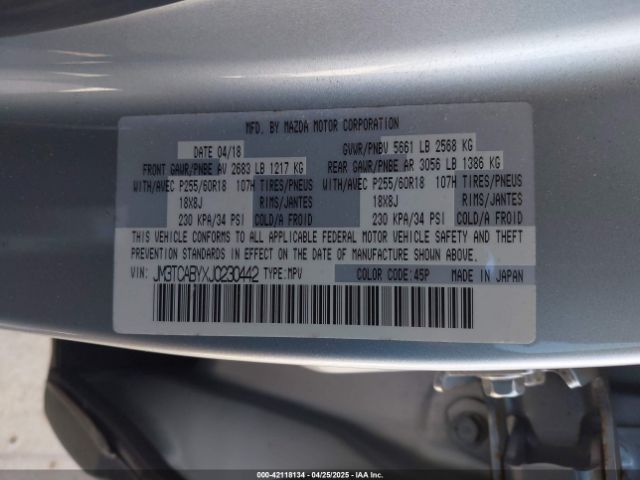 MFD. BY MAZDA MOTOR CORPORATION
DATE 04/18 GVWR/PNBV 5661 LB 2568 KG
FRONT GAWR/PNBE AV 2683 LB 1217 KG REAR GAWR/PNBE AR 3056 LB 1386 KG
WITH/AVEC P255/60R18 107H TIRES/PNEUS WITH/AVEC P255/60R18 107H TIRES/PNEUS
18X8J RIMS/JANTES 18X8J RIMS/JANTES
230 KPA/34 PSI COLD/A FROID 230 KPA/34 PSI COLD/A FROID
THIS VEHICLE CONFORMS TO ALL APPLICABLE FEDERAL MOTOR VEHICLE SAFETY AND THEFT
PREVENTION STANDARDS IN EFFECT ON THE DATE OF MANUFACTURE SHOWN ABOVE.
VIN: JM3TCABYXJ0230442 TYPE: MPV COLOR CODE: 45P MADE IN JAPAN
000-42118134 - 04/25/2025 - IAAI.COM